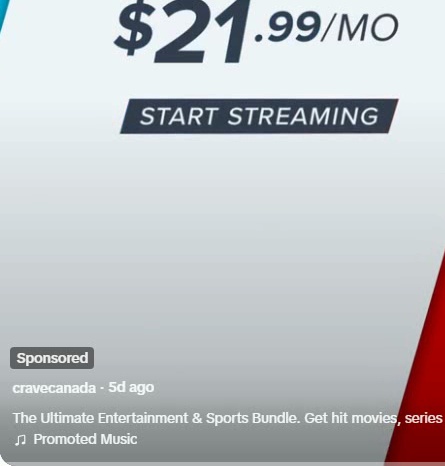 $21.99/MO
START STREAMING
Sponsored
cravecanada · 5d ago
The Ultimate Entertainment & Sports Bundle. Get hit movies, series
♫ Promoted Music